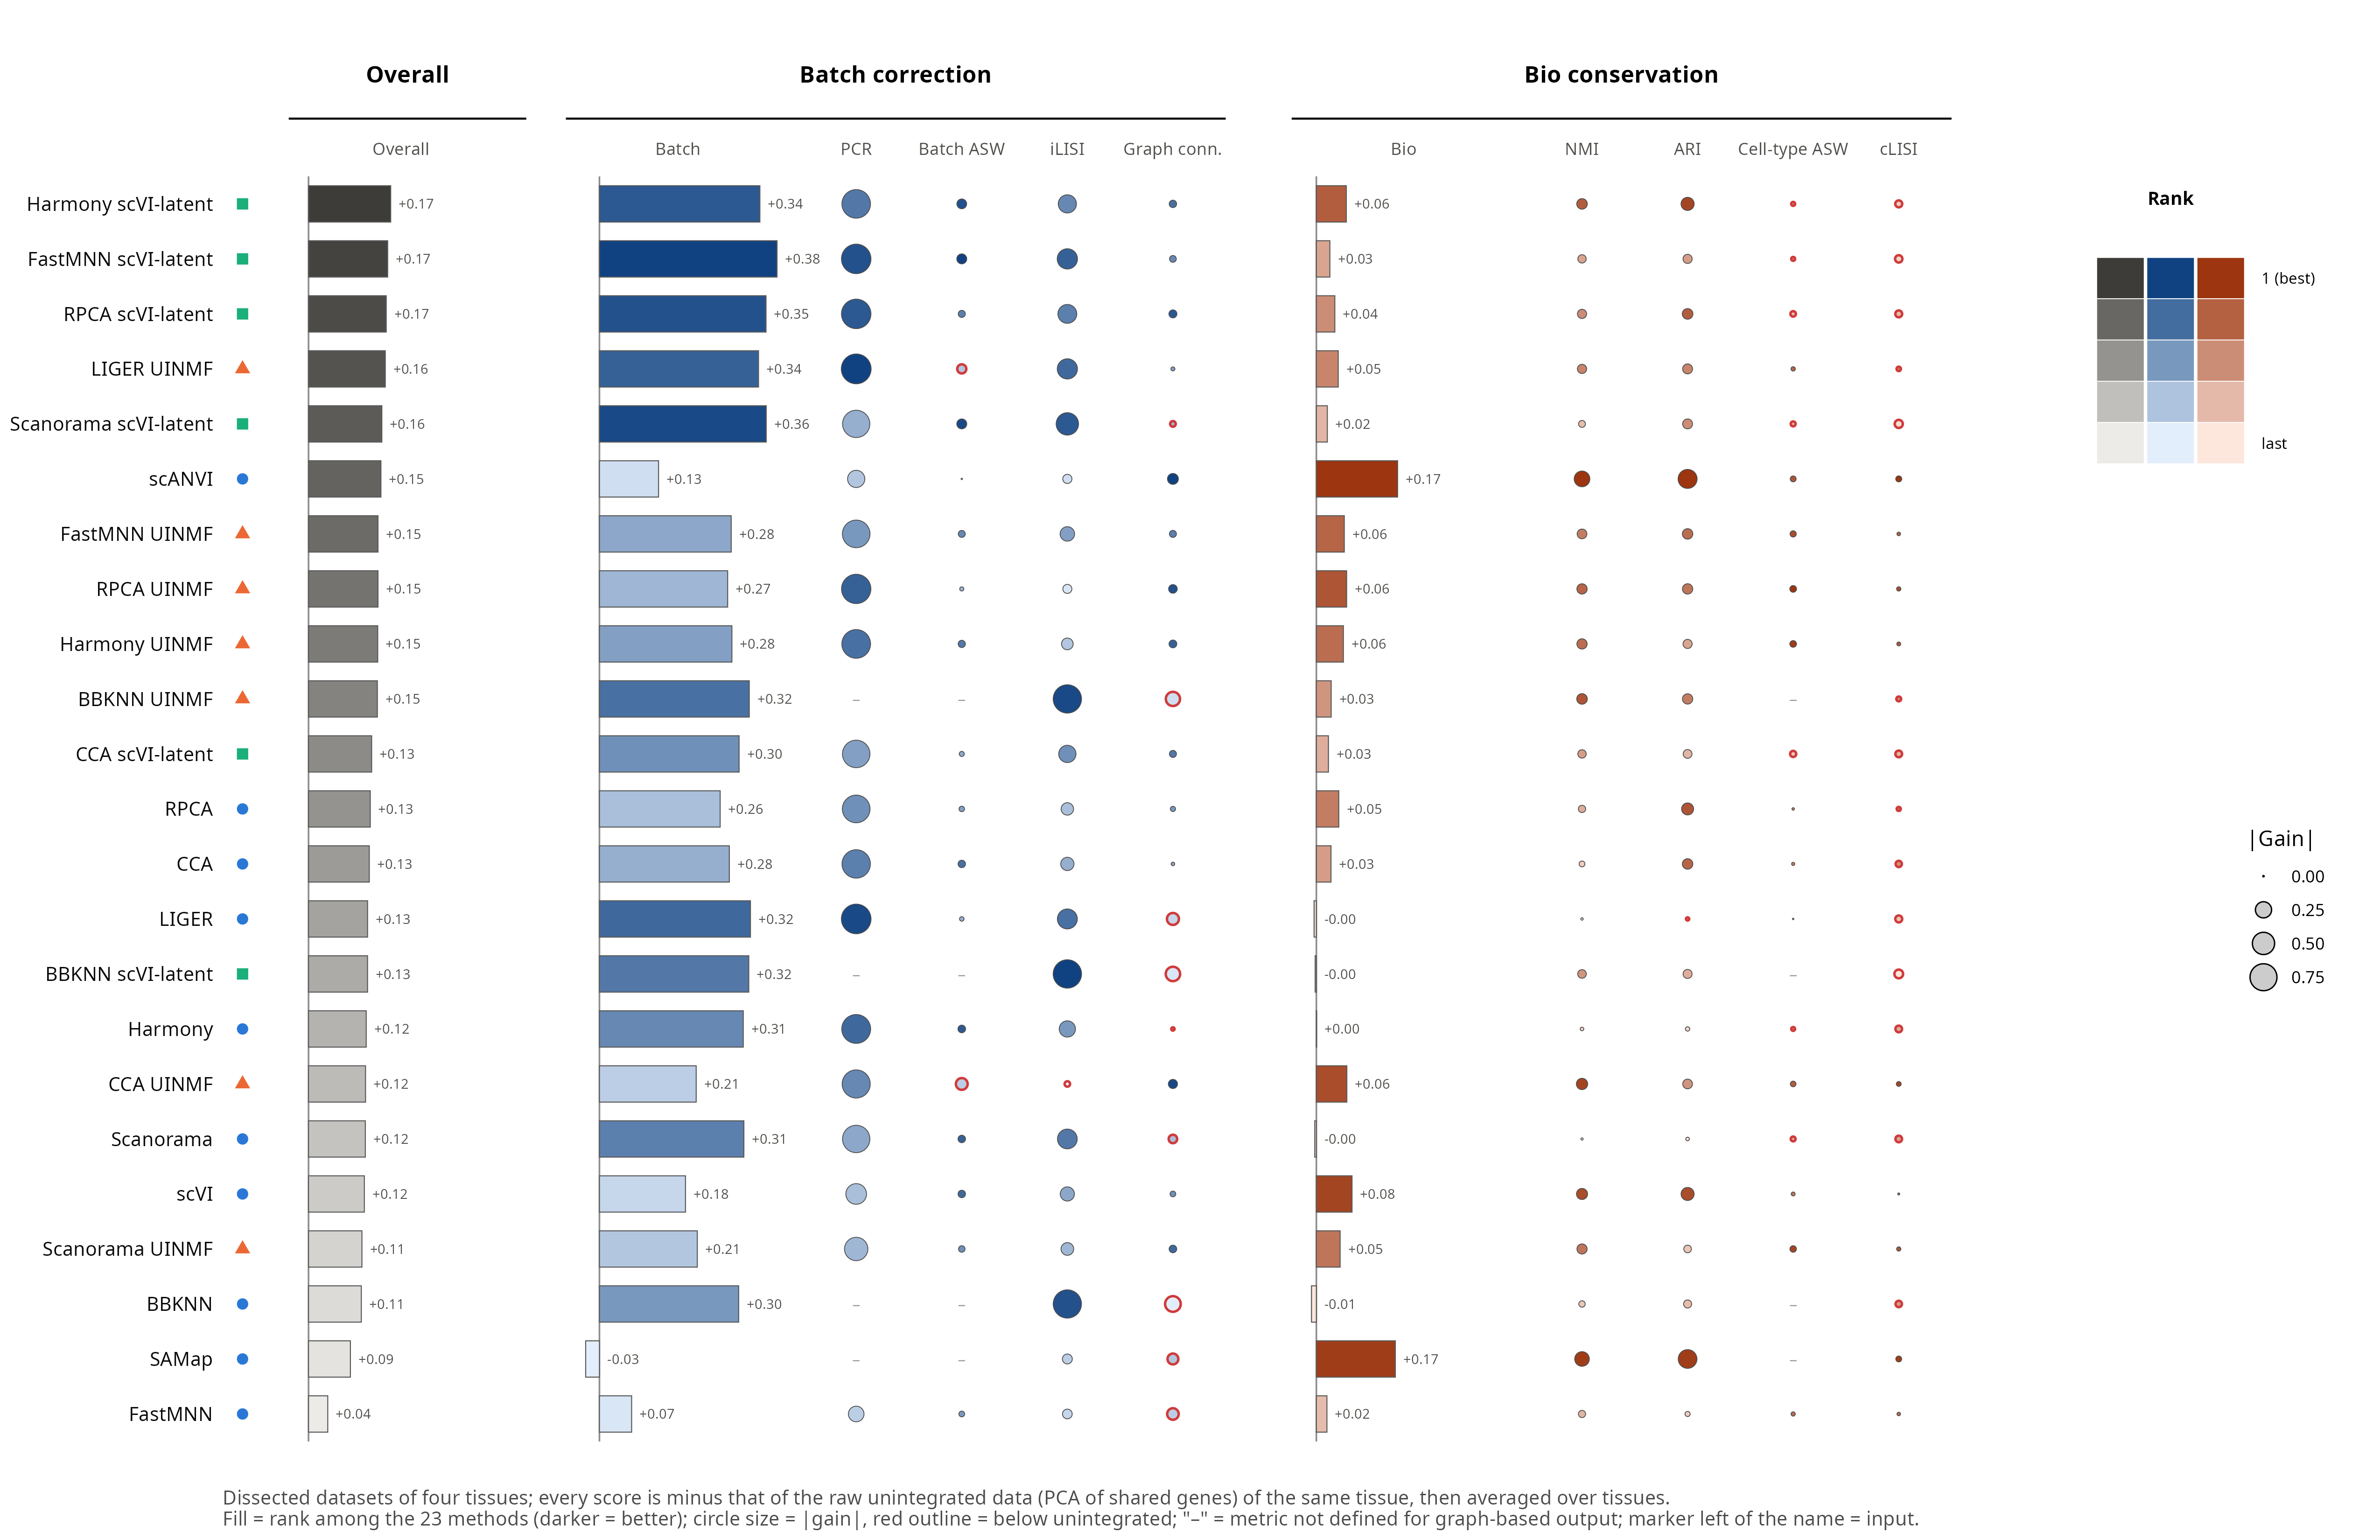 Overall Batch correction Bio conservation
Overall Batch PCR Batch ASW iLISI Graph conn. Bio NMI ARI Cell-type ASW cLISI
Harmony scVI-latent +0.17 +0.34 +0.06
Rank
FastMNN scVI-latent +0.17 +0.38 +0.03
1 (best)
RPCA scVI-latent +0.17 +0.35 +0.04
LIGER UINMF +0.16 +0.34 +0.05
Scanorama scVI-latent +0.16 +0.36 +0.02
last
scANVI +0.15 +0.13 +0.17
FastMNN UINMF +0.15 +0.28 +0.06
RPCA UINMF +0.15 +0.27 +0.06
Harmony UINMF +0.15 +0.28 +0.06
BBKNN UINMF +0.15 +0.32 – – +0.03 –
CCA scVI-latent +0.13 +0.30 +0.03
RPCA +0.13 +0.26 +0.05
|Gain|
CCA +0.13 +0.28 +0.03
0.00
0.25
LIGER +0.13 +0.32 -0.00
0.50
BBKNN scVI-latent +0.13 +0.32 – – -0.00 –
0.75
Harmony +0.12 +0.31 +0.00
CCA UINMF +0.12 +0.21 +0.06
Scanorama +0.12 +0.31 -0.00
scVI +0.12 +0.18 +0.08
Scanorama UINMF +0.11 +0.21 +0.05
BBKNN +0.11 +0.30 – – -0.01 –
SAMap +0.09 -0.03 – – +0.17 –
FastMNN +0.04 +0.07 +0.02
Dissected datasets of four tissues; every score is minus that of the raw unintegrated data (PCA of shared genes) of the same tissue, then averaged over tissues.
Fill = rank among the 23 methods (darker = better); circle size = |gain|, red outline = below unintegrated; "–" = metric not defined for graph-based output; marker left of the name = input.